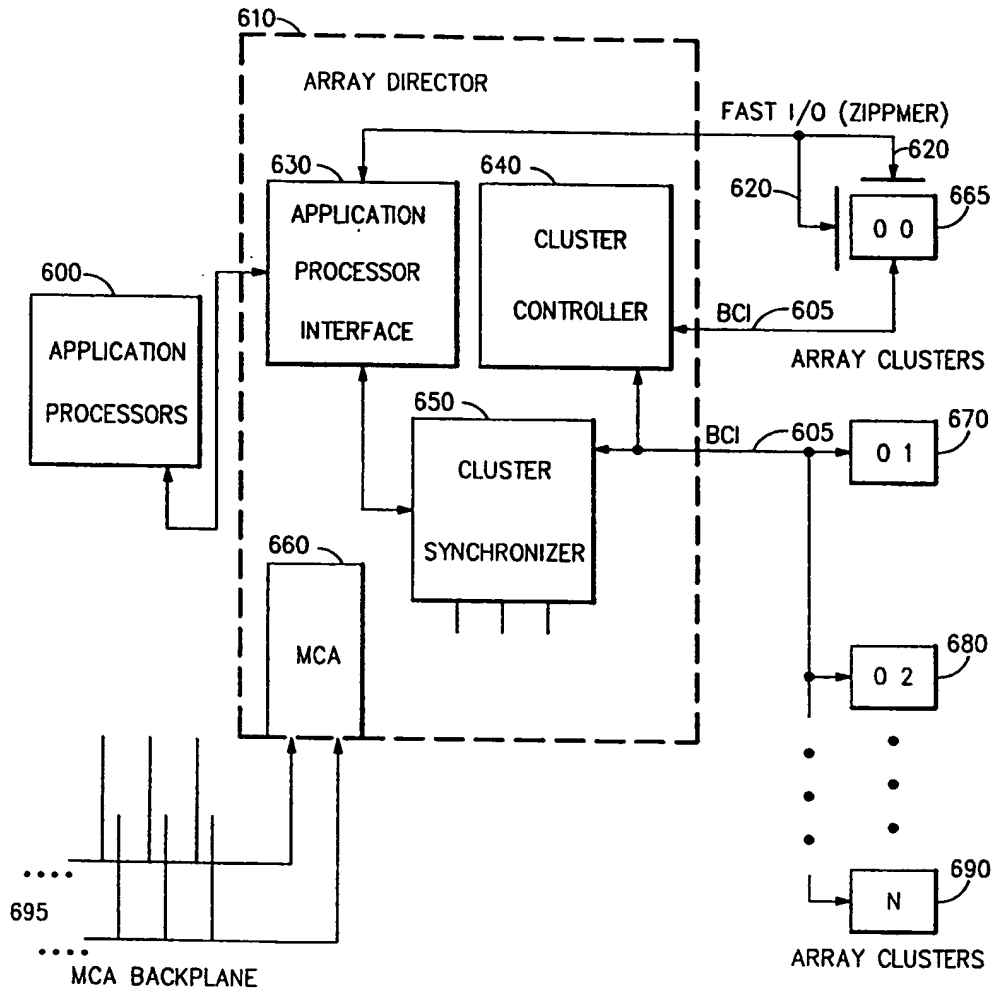 610
ARRAY DIRECTOR
FAST I/O (ZIPPMER)
620
620
630
APPLICATION
PROCESSOR
INTERFACE
640
CLUSTER
CONTROLLER
665
0 0
600
APPLICATION
PROCESSORS
BCI
605
ARRAY CLUSTERS
650
CLUSTER
SYNCHRONIZER
BCI
605
670
0 1
660
MCA
680
0 2
690
N
ARRAY CLUSTERS
695
MCA BACKPLANE